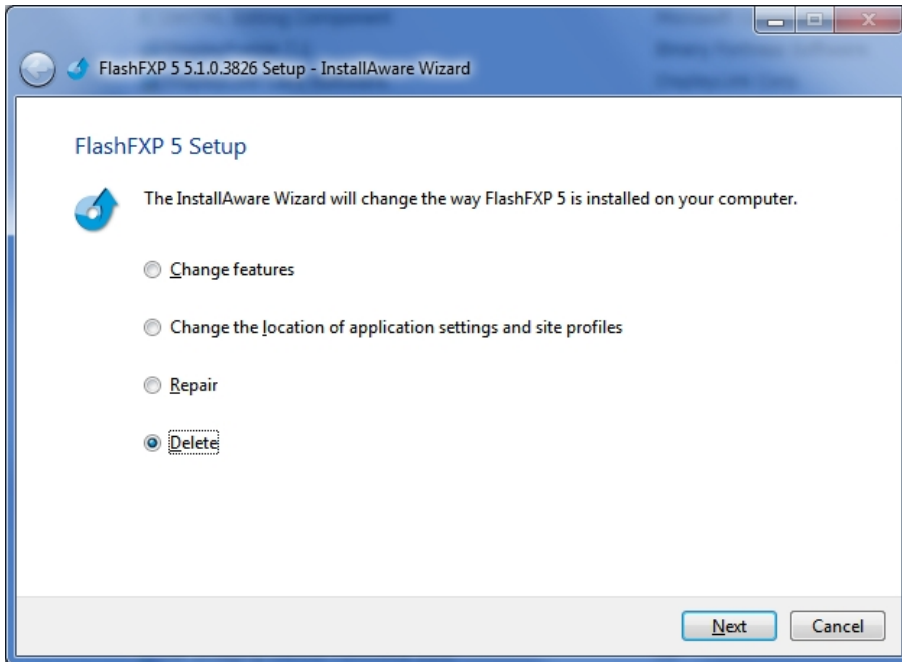 FlashFXP 5 5.1.0.3826 Setup - InstallAware Wizard
FlashFXP 5 Setup
The InstallAware Wizard will change the way FlashFXP 5 is installed on your computer.
Change features
Change the location of application settings and site profiles
Repair
Delete
Next
Cancel